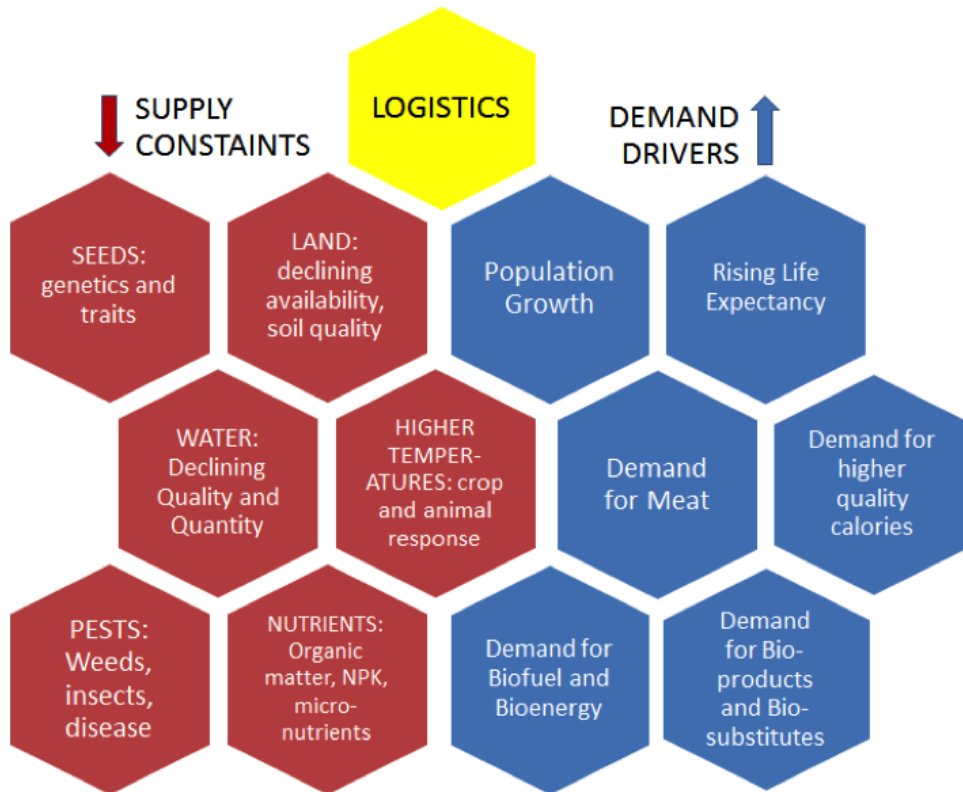 LOGISTICS
SUPPLY
CONSTAINTS
DEMAND
DRIVERS
SEEDS:
genetics and
traits
LAND:
declining
availability,
soil quality
Population
Growth
Rising Life
Expectancy
WATER:
Declining
Quality and
Quantity
HIGHER
TEMPER-
ATURES: crop
and animal
response
Demand
for Meat
Demand for
higher
quality
calories
PESTS:
Weeds,
insects,
disease
NUTRIENTS:
Organic
matter, NPK,
micro-
nutrients
Demand for
Biofuel and
Bioenergy
Demand
for Bio-
products
and Bio-
substitutes